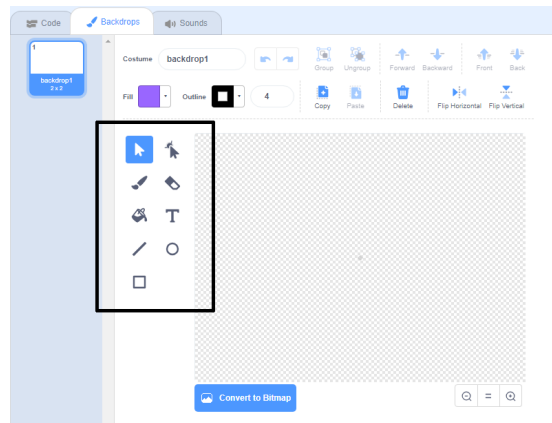 Code
Backdrops
Sounds
1
backdrop1
2 x 2
Costume
backdrop1
Group
Ungroup
Forward
Backward
Front
Back
Fill
Outline
4
Copy
Paste
Delete
Flip Horizontal
Flip Vertical
T
Convert to Bitmap
=